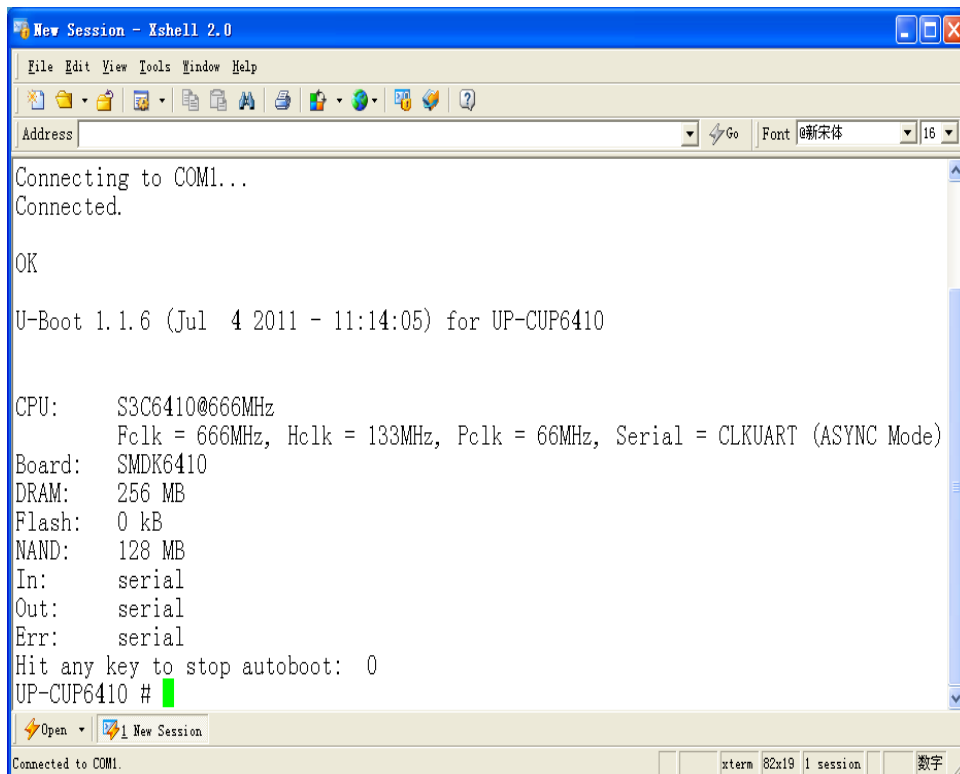 New Session - Xshell 2.0
File Edit View Tools Window Help
Address Go Font @新宋体 16
Connecting to COM1...
Connected.
OK
U-Boot 1.1.6 (Jul  4 2011 - 11:14:05) for UP-CUP6410
CPU: S3C6410@666MHz
Fclk = 666MHz, Hclk = 133MHz, Pclk = 66MHz, Serial = CLKUART (ASYNC Mode)
Board: SMDK6410
DRAM: 256 MB
Flash: 0 kB
NAND: 128 MB
In: serial
Out: serial
Err: serial
Hit any key to stop autoboot:  0
UP-CUP6410 #
Open 1 New Session
Connected to COM1. xterm 82x19 1 session 数字